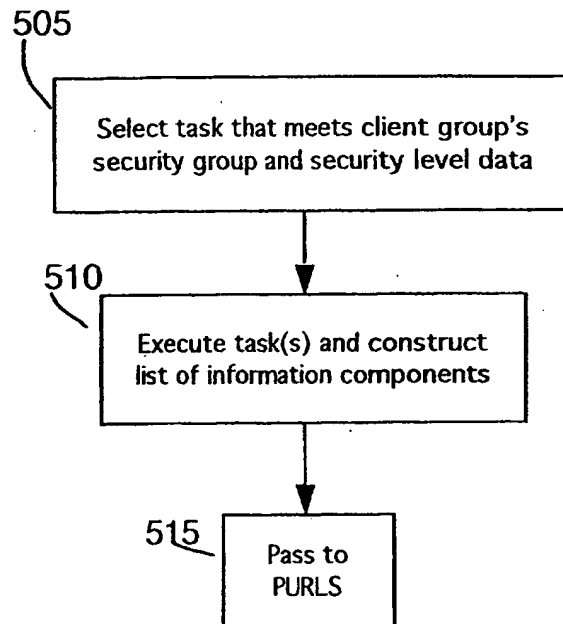 505
Select task that meets client group's
security group and security level data
510
Execute task(s) and construct
list of information components
515
Pass to
PURLS